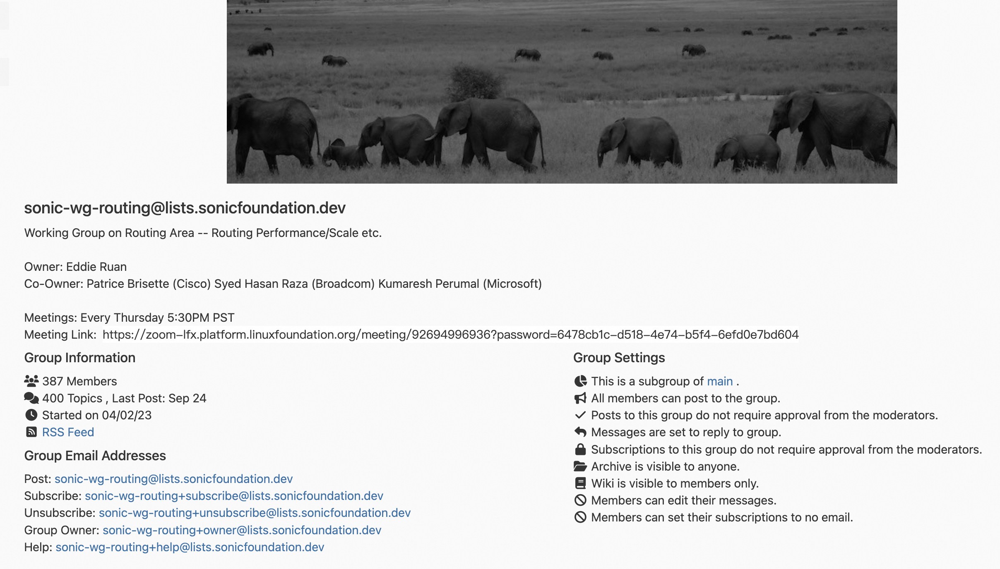 sonic-wg-routing@lists.sonicfoundation.dev
Working Group on Routing Area -- Routing Performance/Scale etc.
Owner: Eddie Ruan
Co-Owner: Patrice Brisette (Cisco) Syed Hasan Raza (Broadcom) Kumaresh Perumal (Microsoft)
Meetings: Every Thursday 5:30PM PST
Meeting Link: https://zoom-lfx.platform.linuxfoundation.org/meeting/92694996936?password=6478cb1c-d518-4e74-b5f4-6efd0e7bd604
Group Information
387 Members
400 Topics , Last Post: Sep 24
Started on 04/02/23
RSS Feed
Group Email Addresses
Post: sonic-wg-routing@lists.sonicfoundation.dev
Subscribe: sonic-wg-routing+subscribe@lists.sonicfoundation.dev
Unsubscribe: sonic-wg-routing+unsubscribe@lists.sonicfoundation.dev
Group Owner: sonic-wg-routing+owner@lists.sonicfoundation.dev
Help: sonic-wg-routing+help@lists.sonicfoundation.dev
Group Settings
This is a subgroup of main .
All members can post to the group.
Posts to this group do not require approval from the moderators.
Messages are set to reply to group.
Subscriptions to this group do not require approval from the moderators.
Archive is visible to anyone.
Wiki is visible to members only.
Members can edit their messages.
Members can set their subscriptions to no email.